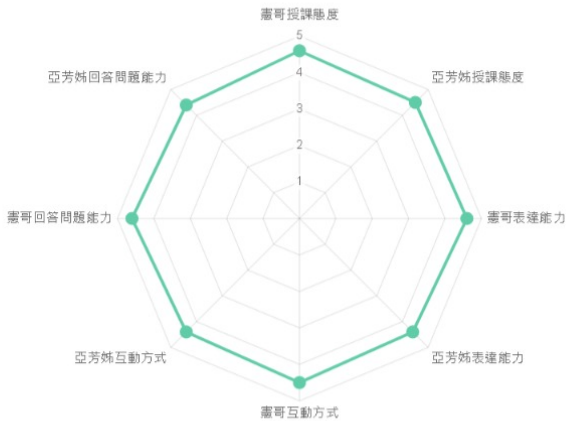 憲哥授課態度
5
亞芳姊回答問題能力
4
亞芳姊授課態度
3
2
1
憲哥回答問題能力
憲哥表達能力
亞芳姊互動方式
亞芳姊表達能力
憲哥互動方式